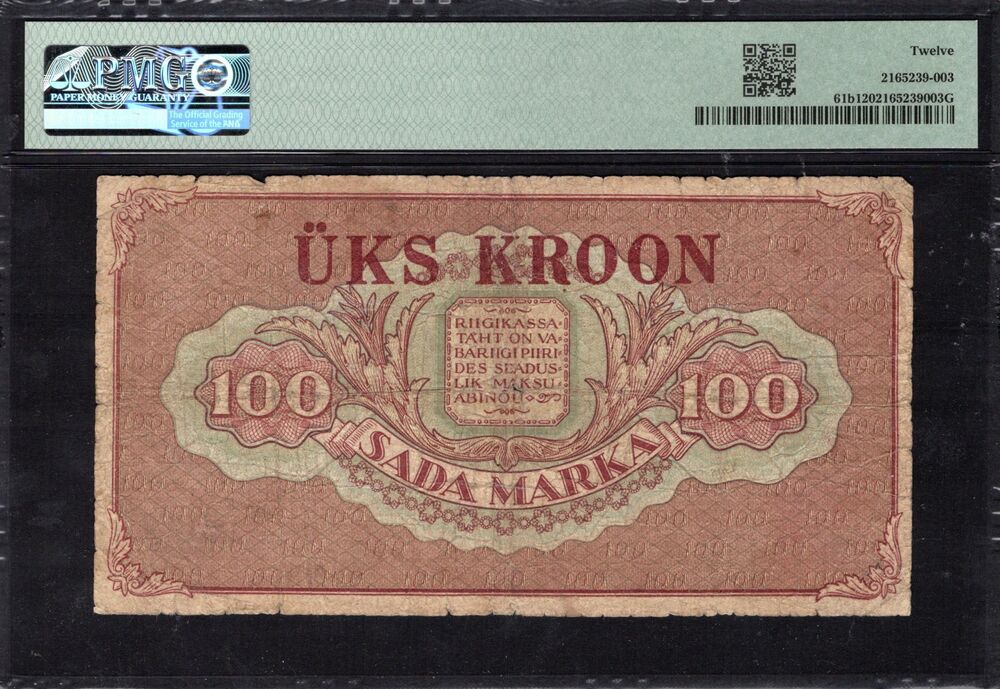 PMG
PAPER MONEY GUARANTY
The Official Grading
Service of the ANA
Twelve
2165239-003
61b1202165239003G
ÜKS KROON
RIIGIKASSA-
TÄHT ON VA-
BARIIGI PIIRI-
DES SEADUS-
LIK MAKSU-
ABINÕU
100
100
SADA MARKA